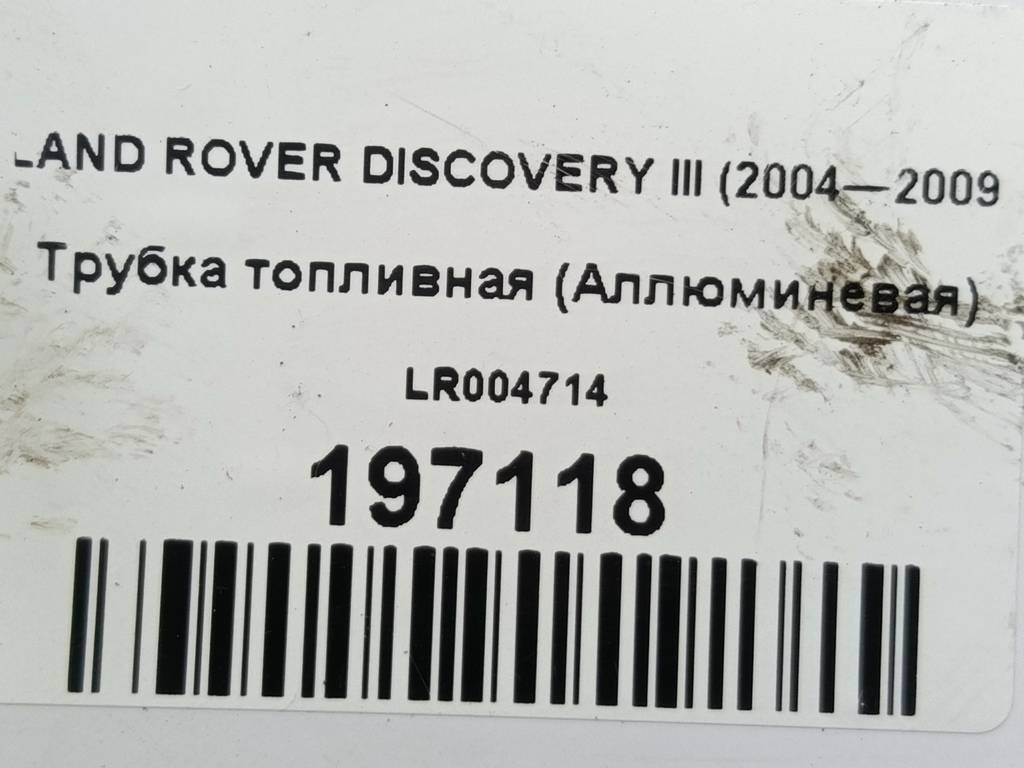 LAND ROVER DISCOVERY III (2004—2009
Трубка топливная (Аллюминевая)
LR004714
197118